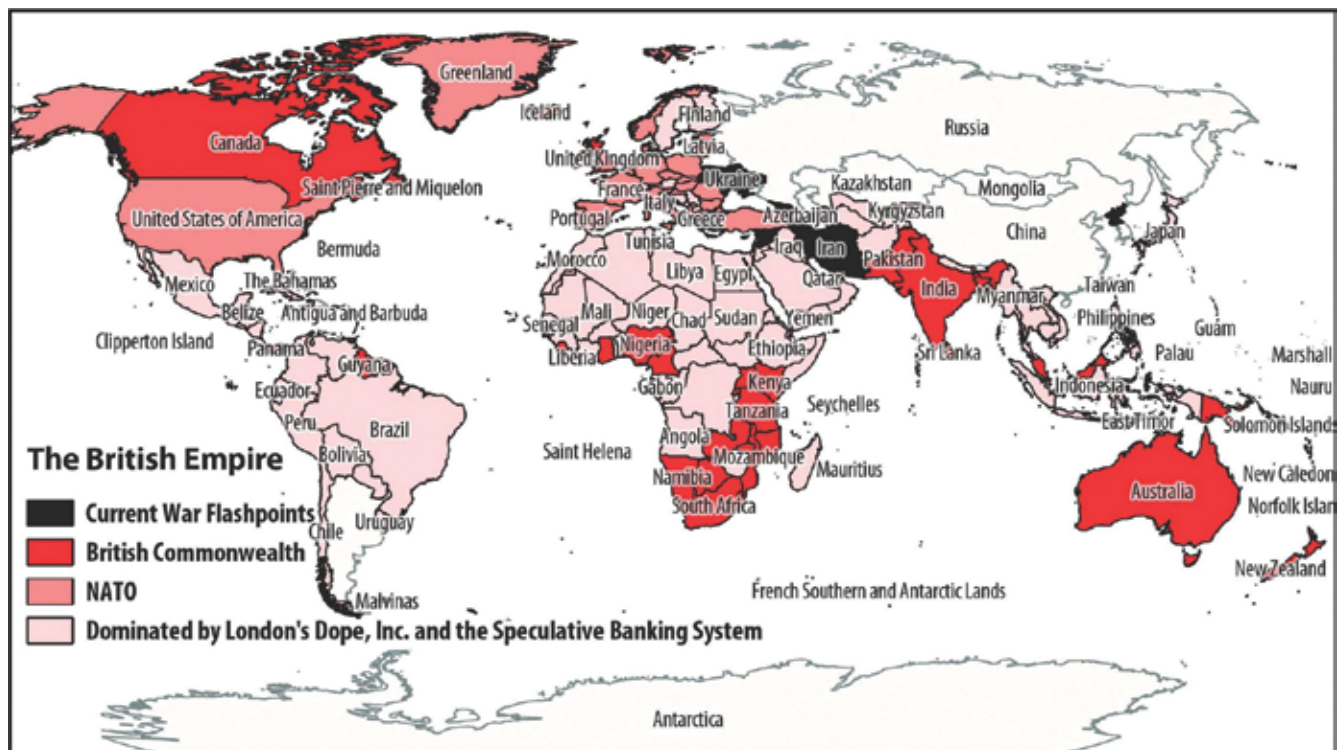 Greenland
Iceland
Finland
Russia
Canada
Latvia
United Kingdom
Ukraine
Kazakhstan
Mongolia
Saint Pierre and Miquelon
France
United States of America
Italy
Kyrgyzstan
Portugal
Greece
Azerbaijan
China
Japan
Bermuda
Tunisia
Iraq
Iran
Morocco
Pakistan
Mexico
The Bahamas
Libya
Egypt
Qatar
India
Taiwan
Belize
Antigua and Barbuda
Mali
Niger
Chad
Sudan
Yemen
Myanmar
Philippines
Guam
Senegal
Clipperton Island
Panama
Liberia
Nigeria
Ethiopia
Sri Lanka
Palau
Marshall
Guyana
Ecuador
Gabon
Kenya
Indonesia
Nauru
Peru
Brazil
Tanzania
Seychelles
East Timor
Solomon Islands
Bolivia
Saint Helena
Angola
Mozambique
Mauritius
New Caledon
Namibia
Australia
Norfolk Islan
South Africa
Chile
Uruguay
New Zealand
Malvinas
French Southern and Antarctic Lands
Antarctica
The British Empire
Current War Flashpoints
British Commonwealth
NATO
Dominated by London's Dope, Inc. and the Speculative Banking System